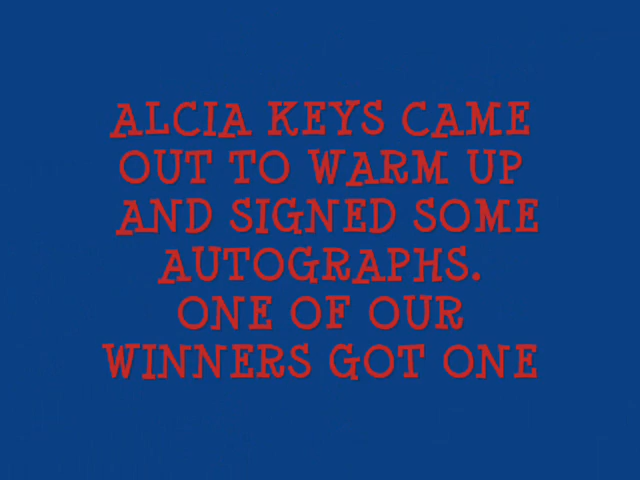 ALCIA KEYS CAME
OUT TO WARM UP
AND SIGNED SOME
AUTOGRAPHS.
ONE OF OUR
WINNERS GOT ONE